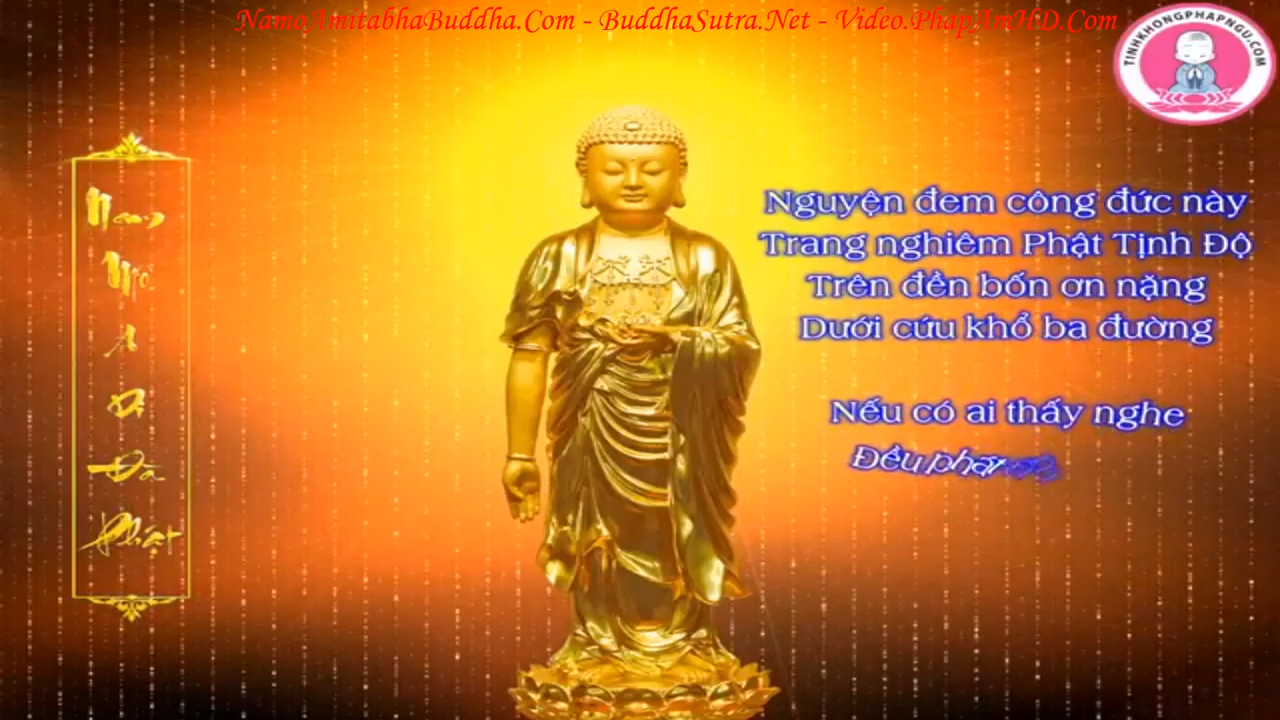 NamoAmitabhaBuddha.Com - BuddhaSutra.Net - Video.PhapAmHD.Com
TINHKHONGPHAPNGU.COM
Nam
Mô
A
Di
Đà
Phật
Nguyện đem công đức này
Trang nghiêm Phật Tịnh Độ
Trên đền bốn ơn nặng
Dưới cứu khổ ba đường
Nếu có ai thấy nghe
Đều phát